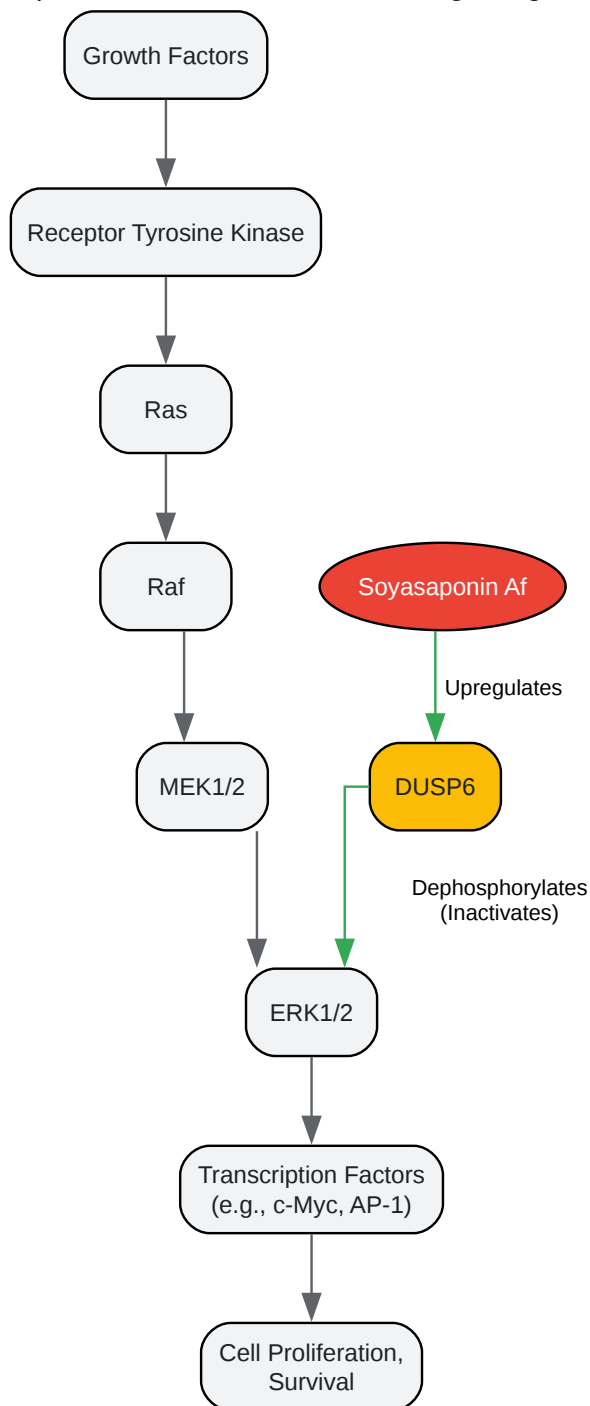 Growth Factors
Receptor Tyrosine Kinase
Ras
Raf
Soyasaponin Af
Upregulates
MEK1/2
DUSP6
Dephosphorylates
(Inactivates)
ERK1/2
Transcription Factors
(e.g., c-Myc, AP-1)
Cell Proliferation,
Survival